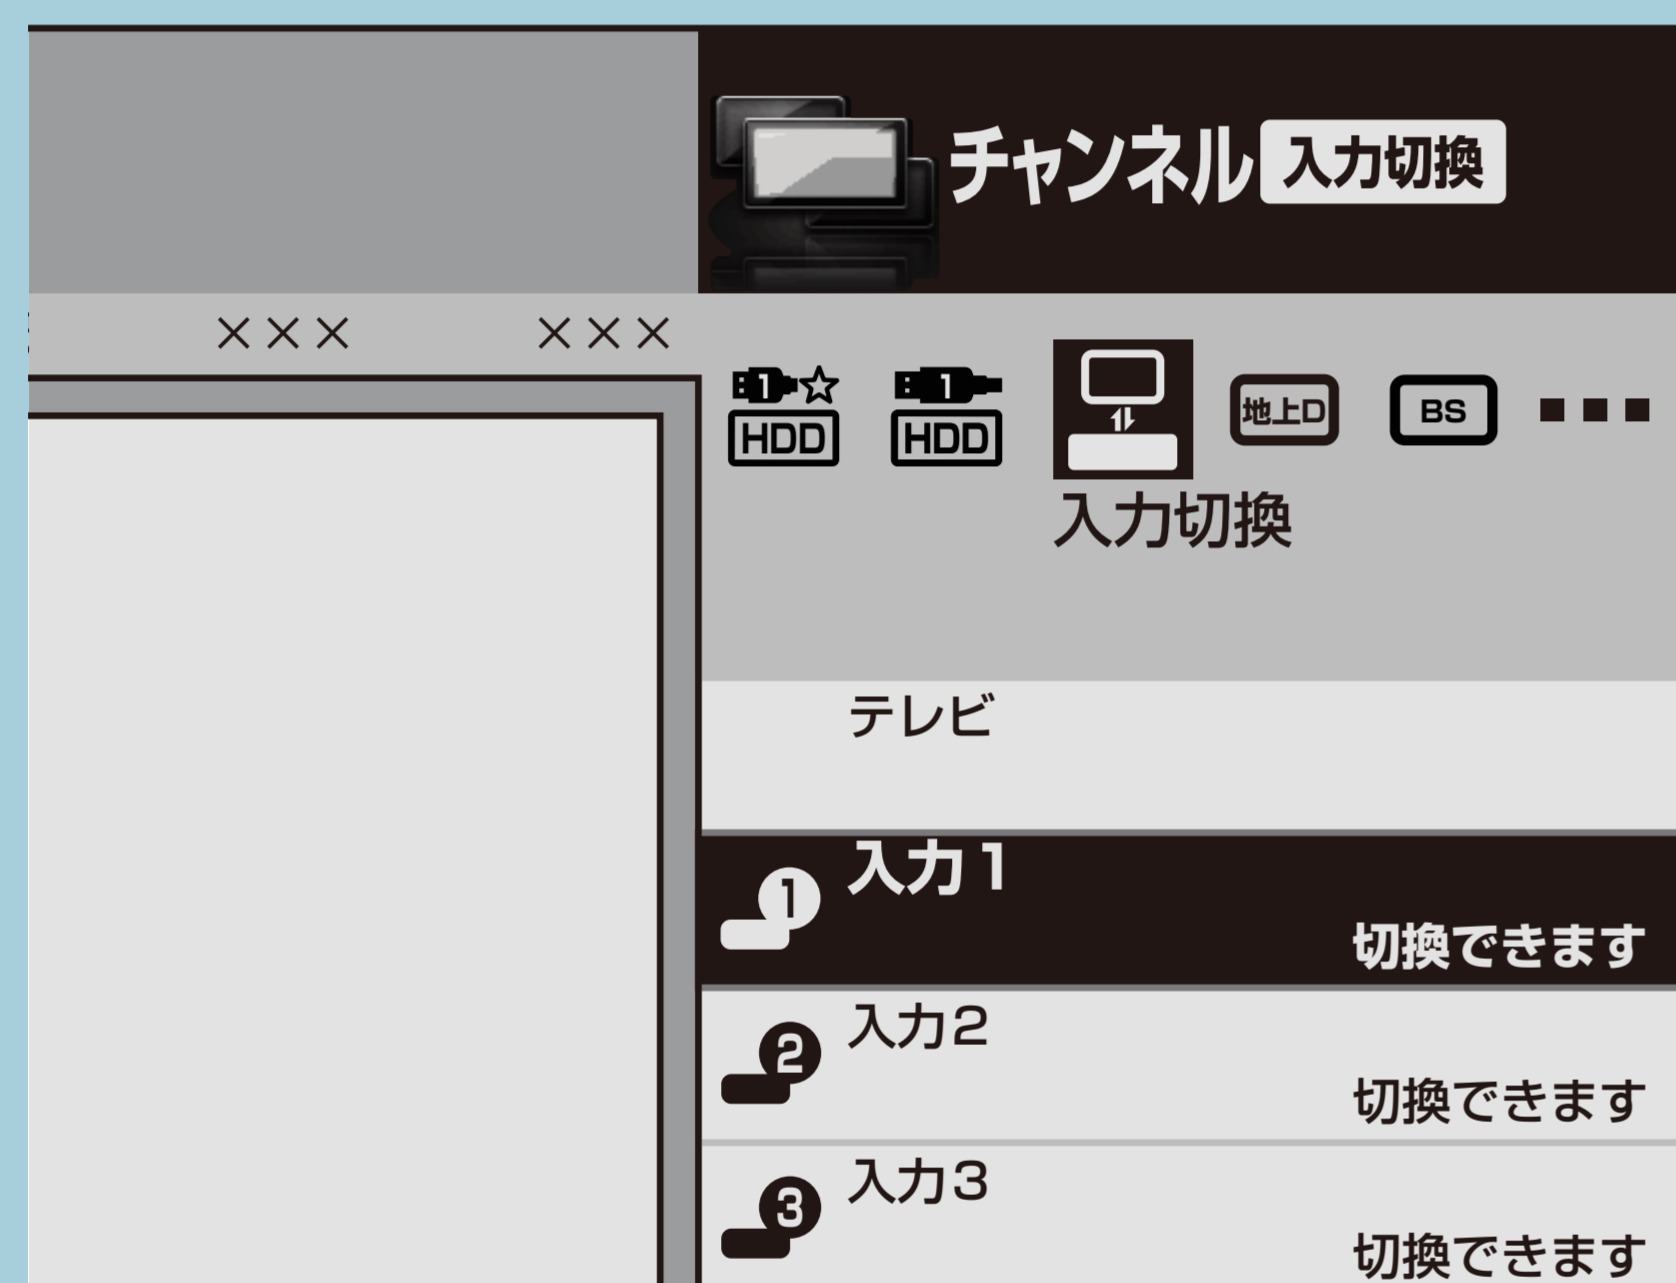 チャンネル 入力切換
××× ×××
1☆ 1
HDD HDD 地上D BS ■■■
入力切換
テレビ
1 入力1
切換できます
2 入力2
切換できます
3 入力3
切換できます